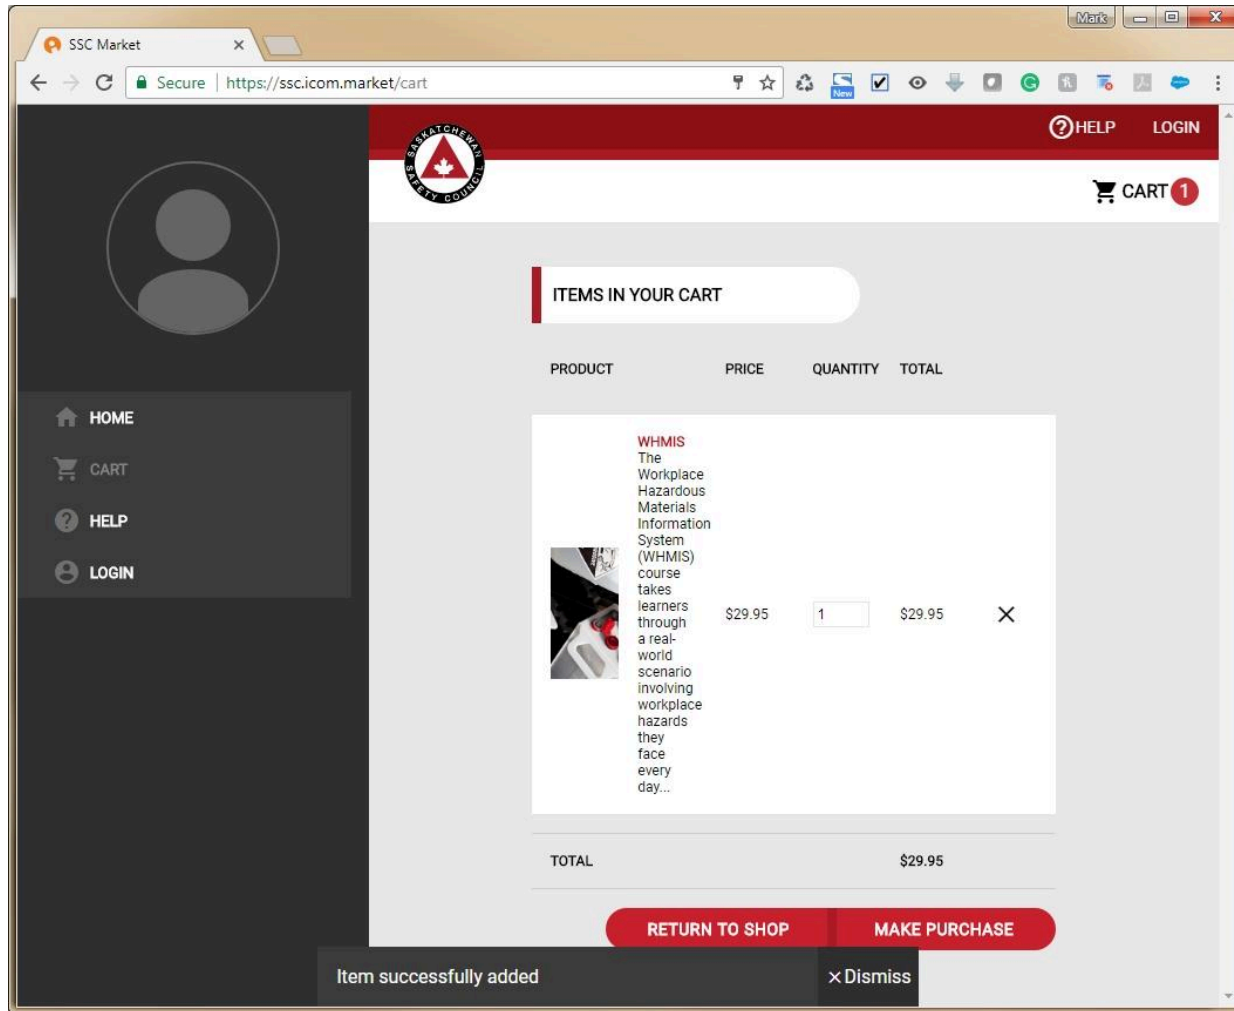 Mark
SSC Market
Secure
https://ssc.icom.market/cart
New
SASKATCHEWAN
SAFETY COUNCIL
HELP
LOGIN
CART 1
HOME
CART
HELP
LOGIN
ITEMS IN YOUR CART
PRODUCT PRICE QUANTITY TOTAL
WHMIS
The
Workplace
Hazardous
Materials
Information
System
(WHMIS)
course
takes
learners
through
a real-
world
scenario
involving
workplace
hazards
they
face
every
day...
$29.95 1 $29.95
TOTAL $29.95
RETURN TO SHOP MAKE PURCHASE
Item successfully added Dismiss